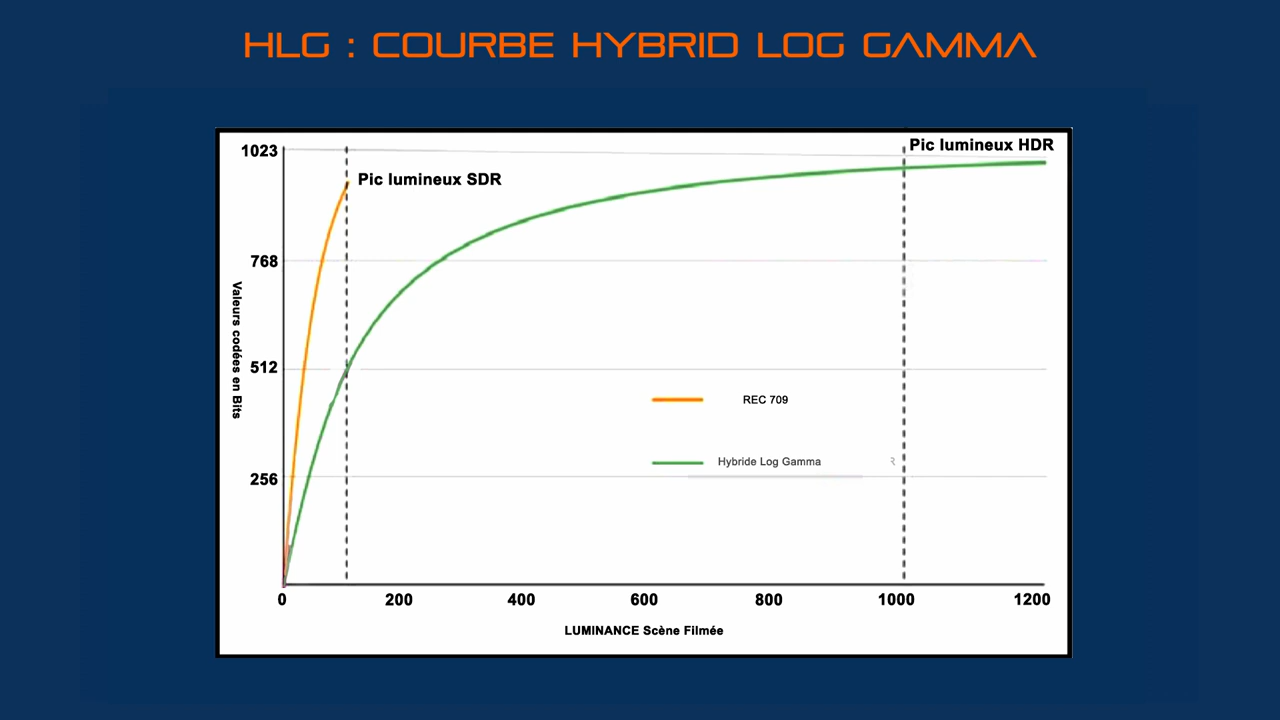 HLG : COURBE HYBRID LOG GAMMA
Pic lumineux HDR
1023
Pic lumineux SDR
768
Valeurs codées en Bits
512
REC 709
Hybride Log Gamma
R
256
0 200 400 600 800 1000 1200
LUMINANCE Scène Filmée